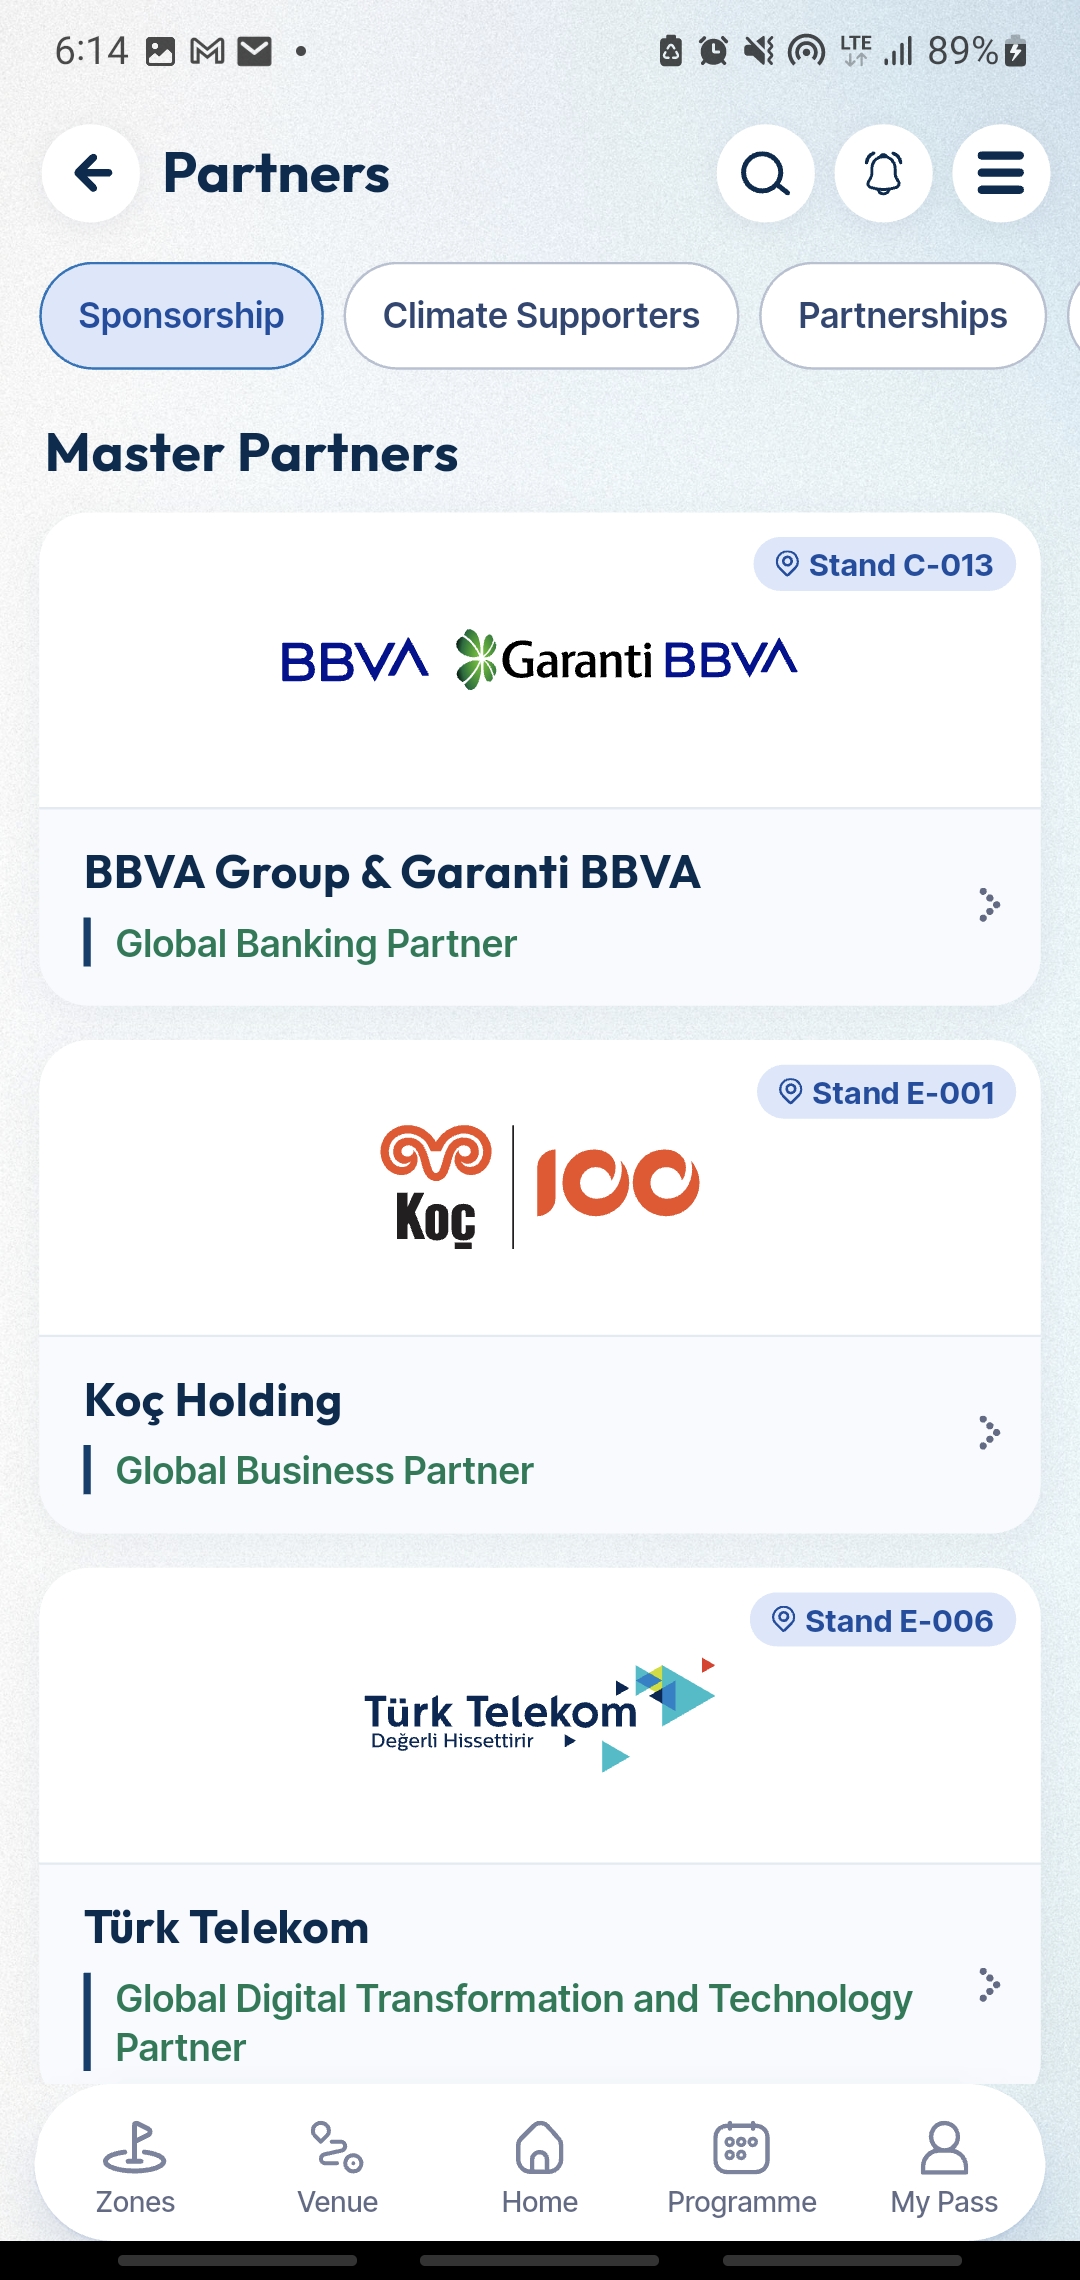 6:14
LTE
89%
Partners
Sponsorship
Climate Supporters
Partnerships
Master Partners
Stand C-013
BBVA
Garanti BBVA
BBVA Group & Garanti BBVA
Global Banking Partner
Stand E-001
Koç
100
Koç Holding
Global Business Partner
Stand E-006
Türk Telekom
Değerli Hissettirir
Türk Telekom
Global Digital Transformation and Technology
Partner
Zones
Venue
Home
Programme
My Pass